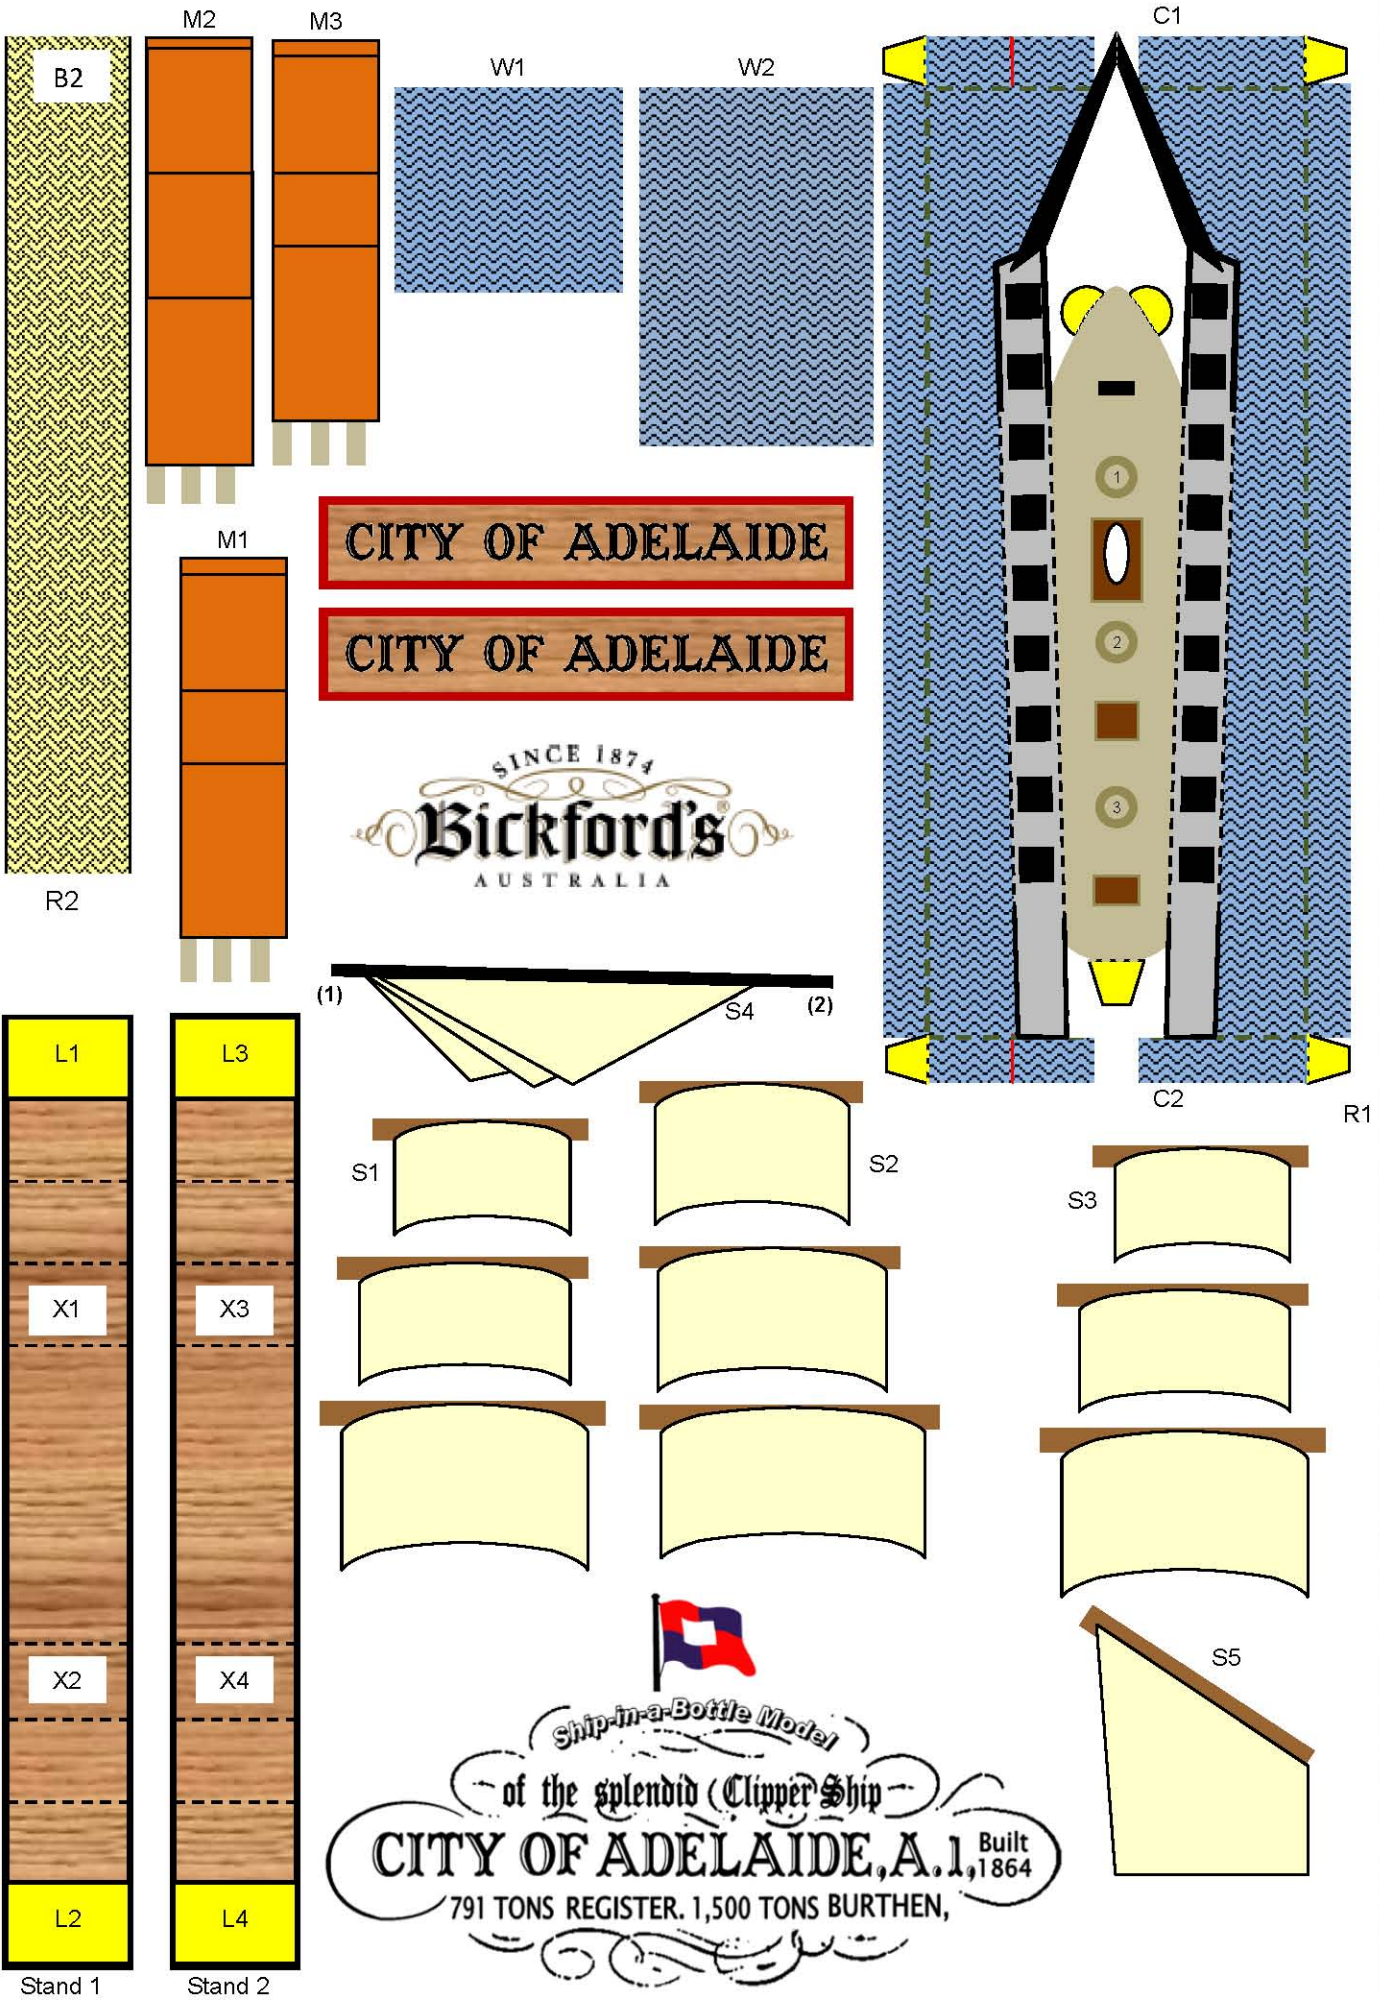 M2
M3
C1
B2
W1
W2
1
CITY OF ADELAIDE
M1
2
CITY OF ADELAIDE
SINCE 1874
Bickford's®
AUSTRALIA
3
R2
(1)
S4
(2)
L1
L3
C2
R1
S1
S2
S3
X1
X3
S5
X2
X4
Ship-in-a-Bottle Model
of the splendid Clipper Ship
CITY OF ADELAIDE, A.1, Built 1864
791 TONS REGISTER. 1,500 TONS BURTHEN,
L2
L4
Stand 1
Stand 2